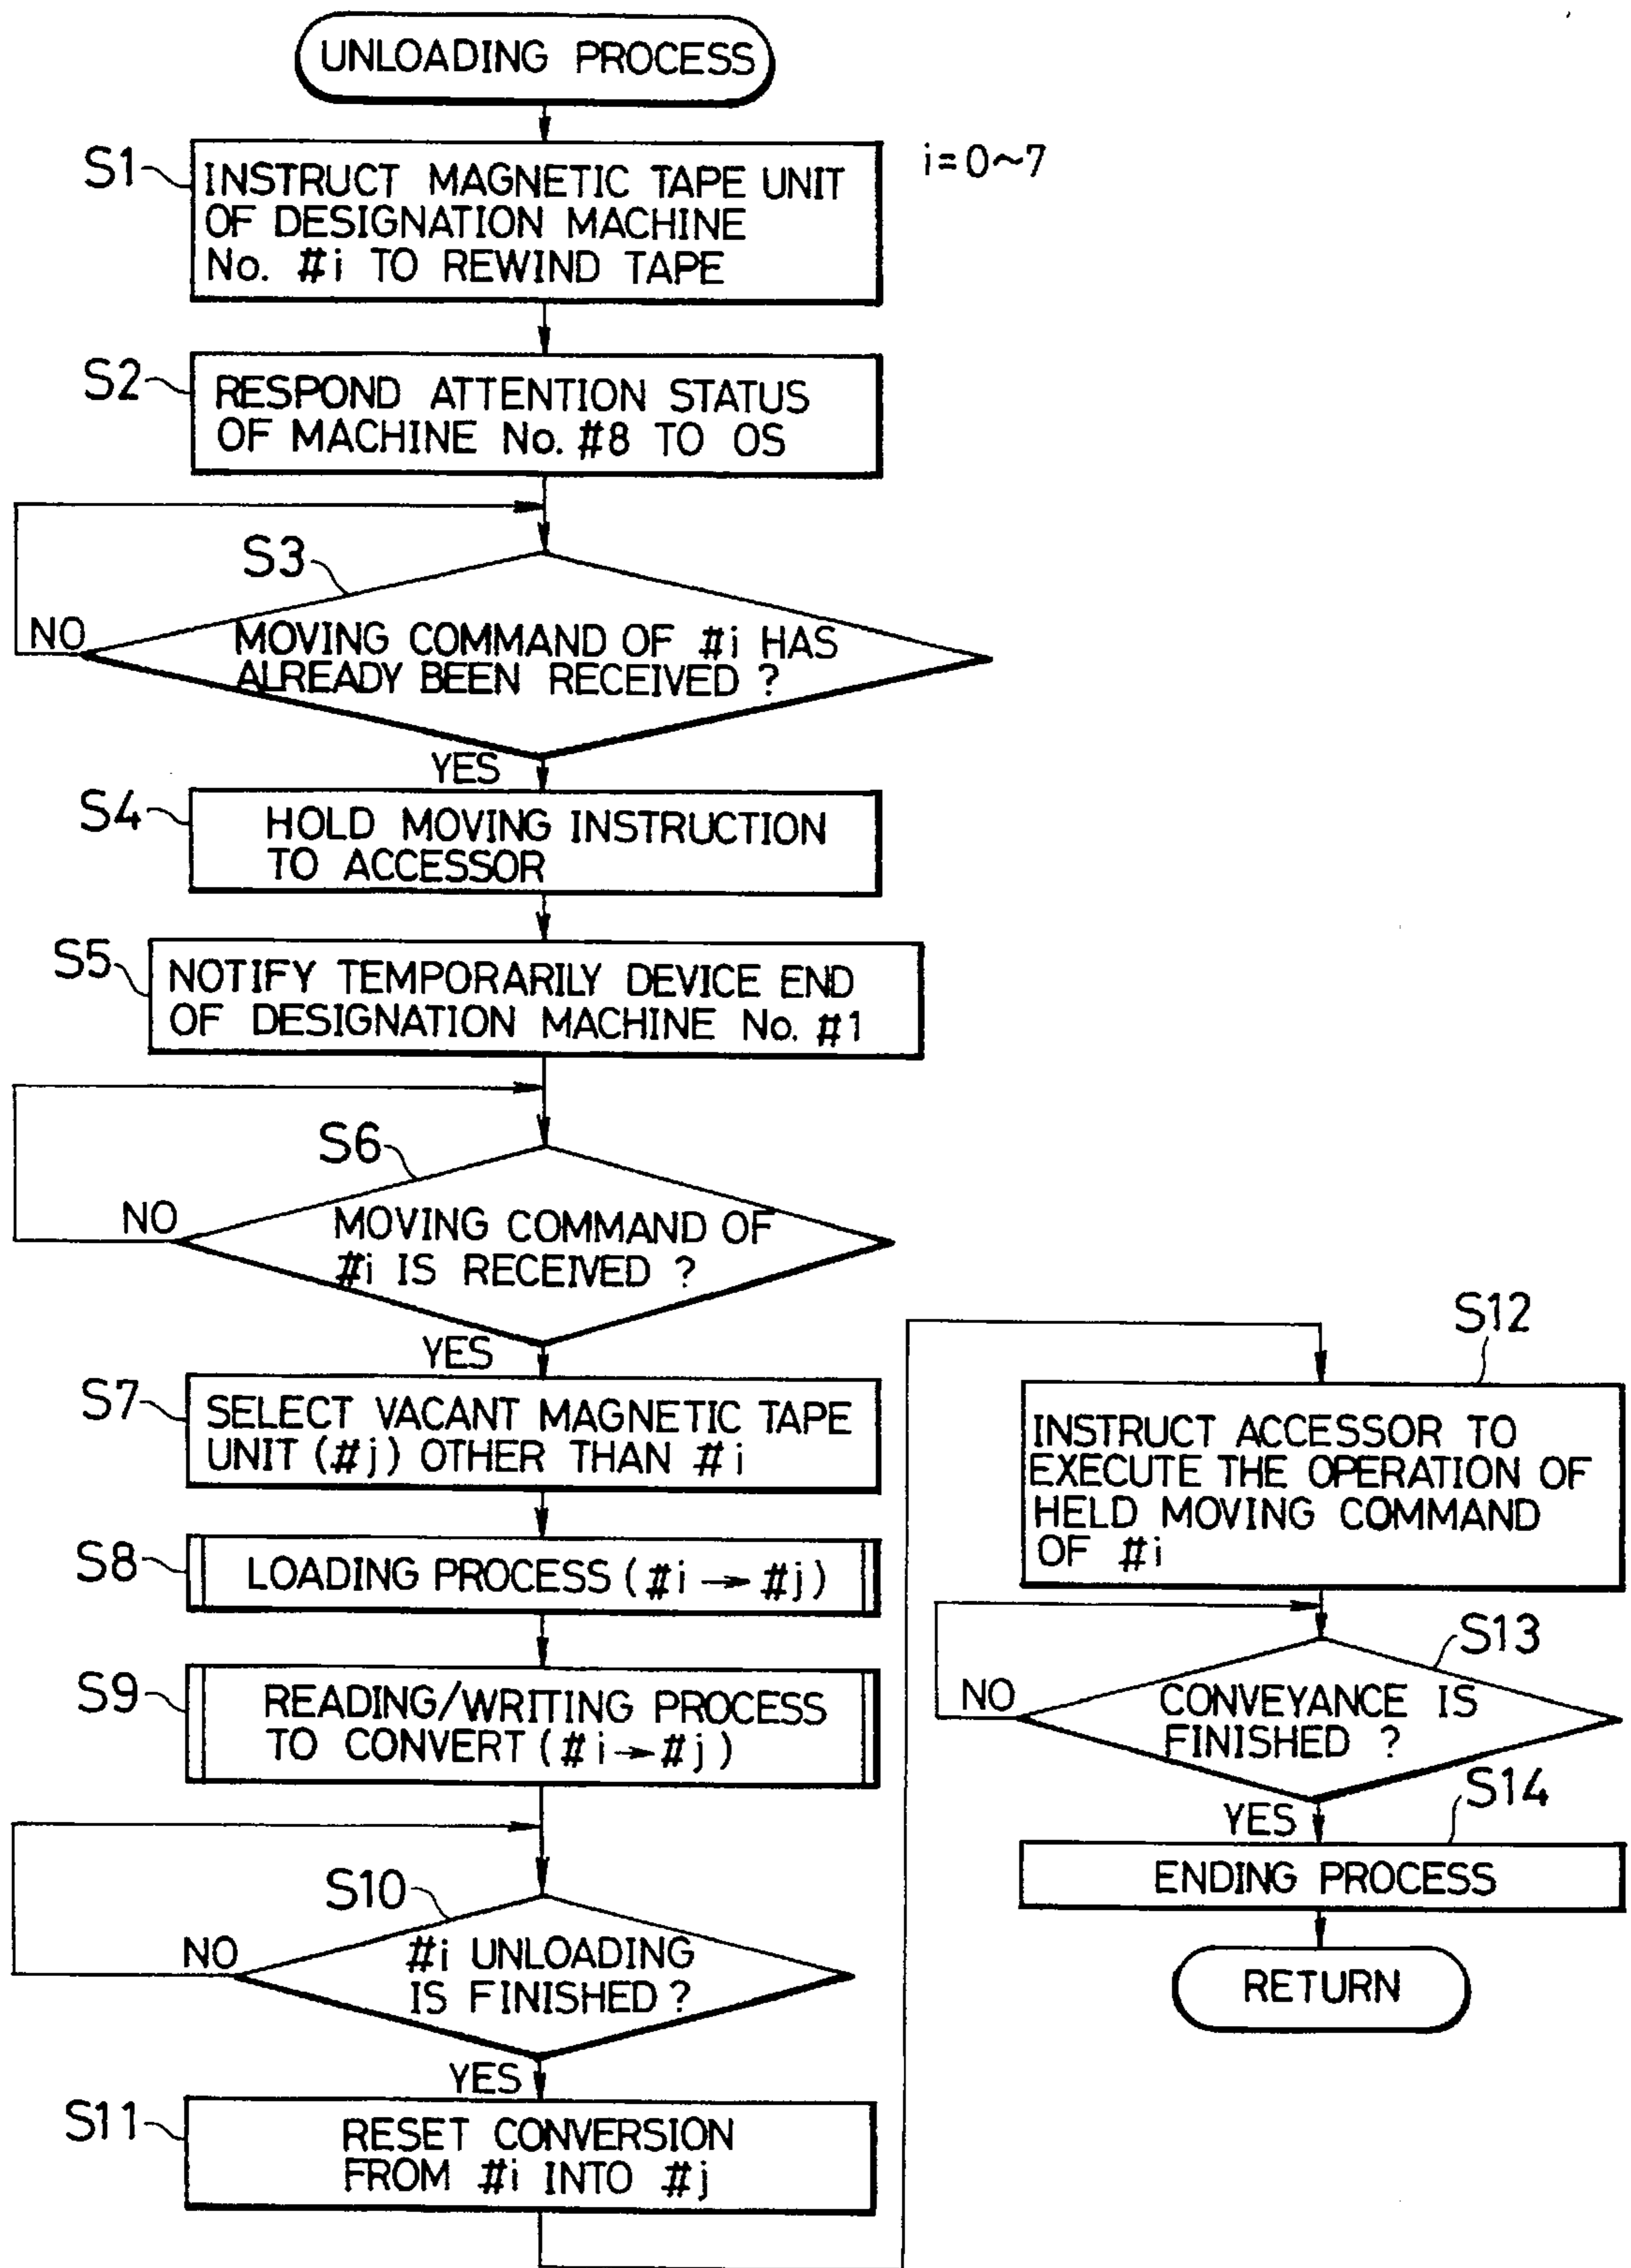 UNLOADING PROCESS
S1
i=0~7
INSTRUCT MAGNETIC TAPE UNIT
OF DESIGNATION MACHINE
No. #i TO REWIND TAPE
S2
RESPOND ATTENTION STATUS
OF MACHINE No. #8 TO OS
S3
NO
MOVING COMMAND OF #i HAS
ALREADY BEEN RECEIVED ?
YES
S4
HOLD MOVING INSTRUCTION
TO ACCESSOR
S5
NOTIFY TEMPORARILY DEVICE END
OF DESIGNATION MACHINE No. #1
S6
NO
MOVING COMMAND OF
#i IS RECEIVED ?
YES
S7
SELECT VACANT MAGNETIC TAPE
UNIT (#j) OTHER THAN #i
S8
LOADING PROCESS (#i → #j)
S9
READING/WRITING PROCESS
TO CONVERT (#i → #j)
S10
NO
#i UNLOADING
IS FINISHED ?
YES
S11
RESET CONVERSION
FROM #i INTO #j
S12
INSTRUCT ACCESSOR TO
EXECUTE THE OPERATION OF
HELD MOVING COMMAND
OF #i
S13
NO
CONVEYANCE IS
FINISHED ?
YES
S14
ENDING PROCESS
RETURN